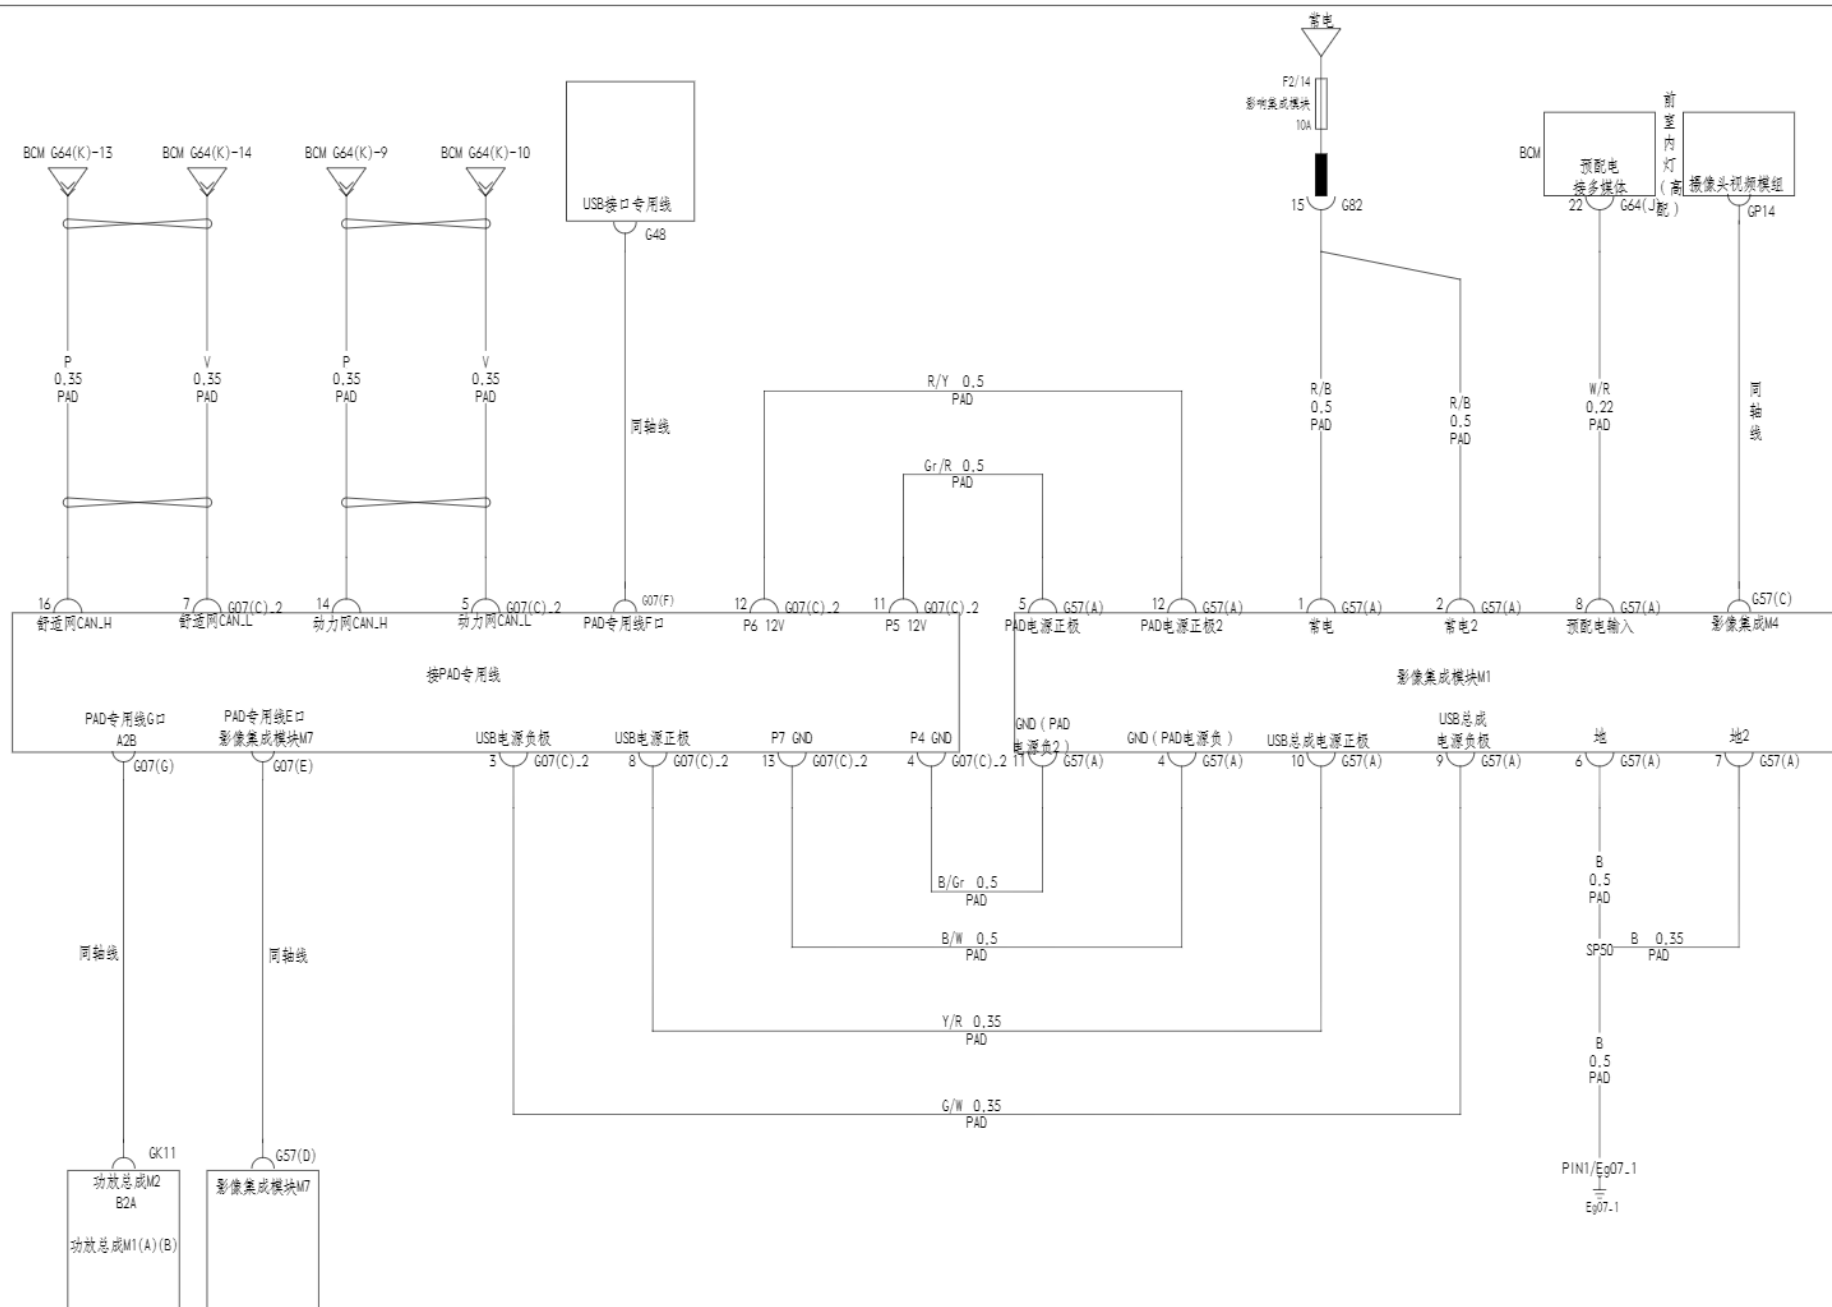 常电
F2/14
影响集成模块
10A
15
G82
BCM G64(K)-13
BCM G64(K)-14
BCM G64(K)-9
BCM G64(K)-10
USB接口专用线
G48
BCM
预配电
接多媒体
22
G64(J)
前室内灯(高配)
摄像头视频模组
GP14
P
0.35
PAD
V
0.35
PAD
P
0.35
PAD
V
0.35
PAD
同轴线
R/Y 0.5
PAD
Gr/R 0.5
PAD
R/B
0.5
PAD
R/B
0.5
PAD
W/R
0.22
PAD
同轴线
16
舒适网CAN_H
7
G07(C)_2
舒适网CAN_L
14
动力网CAN_H
5
G07(C)_2
动力网CAN_L
G07(F)
PAD专用线F口
12
G07(C)_2
P6 12V
11
G07(C)_2
P5 12V
5
G57(A)
PAD电源正极
12
G57(A)
PAD电源正极2
1
G57(A)
常电
2
G57(A)
常电2
8
G57(A)
预配电输入
G57(C)
影像集成M4
接PAD专用线
影像集成模块M1
PAD专用线G口
A2B
G07(G)
PAD专用线E口
影像集成模块M7
G07(E)
USB电源负极
3
G07(C)_2
USB电源正极
8
G07(C)_2
P7 GND
13
G07(C)_2
P4 GND
4
G07(C)_2
GND(PAD
电源负2)
11
G57(A)
GND(PAD电源负)
4
G57(A)
USB总成电源正极
10
G57(A)
USB总成
电源负极
9
G57(A)
地
6
G57(A)
地2
7
G57(A)
B/Gr 0.5
PAD
B/W 0.5
PAD
Y/R 0.35
PAD
G/W 0.35
PAD
B
0.5
PAD
SP50
B 0.35
PAD
B
0.5
PAD
PIN1/Eg07_1
Eg07_1
同轴线
同轴线
GK11
功放总成M2
B2A
功放总成M1(A)(B)
G57(D)
影像集成模块M7